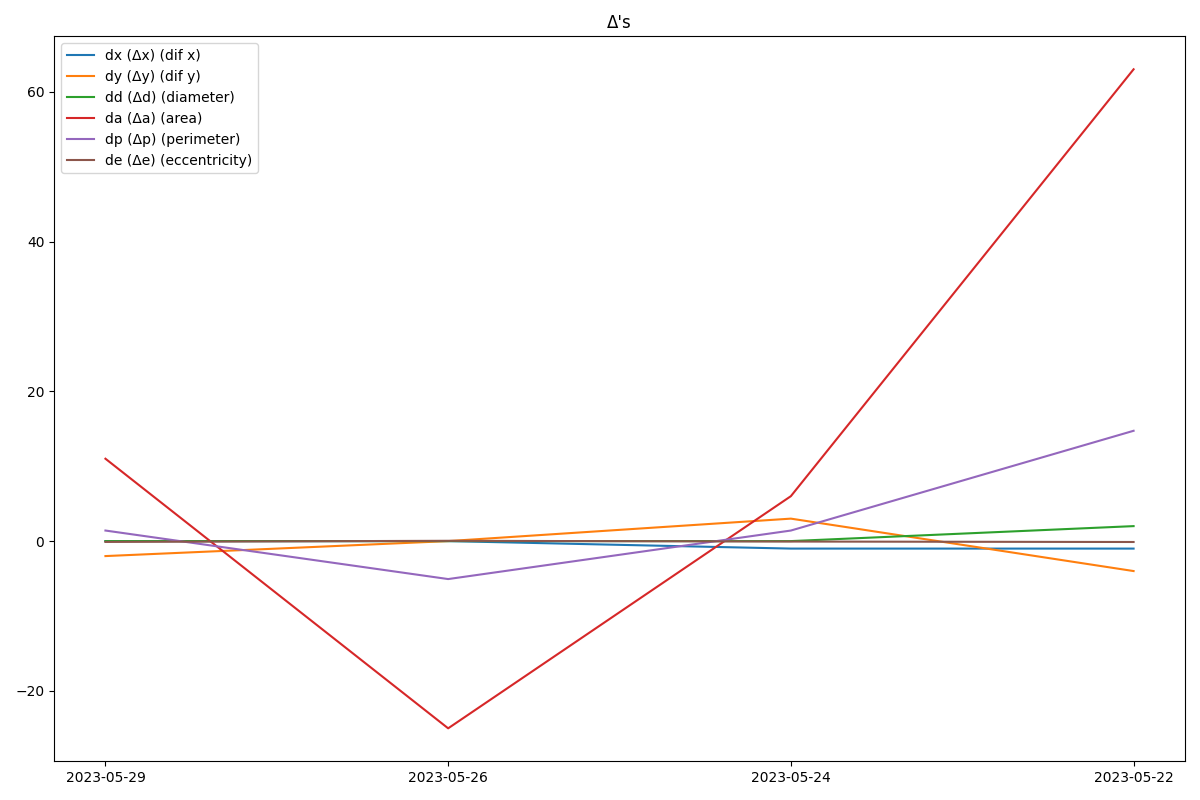 Δ's
dx (Δx) (dif x)
dy (Δy) (dif y)
dd (Δd) (diameter)
da (Δa) (area)
dp (Δp) (perimeter)
de (Δe) (eccentricity)
60
40
20
0
−20
2023-05-29
2023-05-26
2023-05-24
2023-05-22